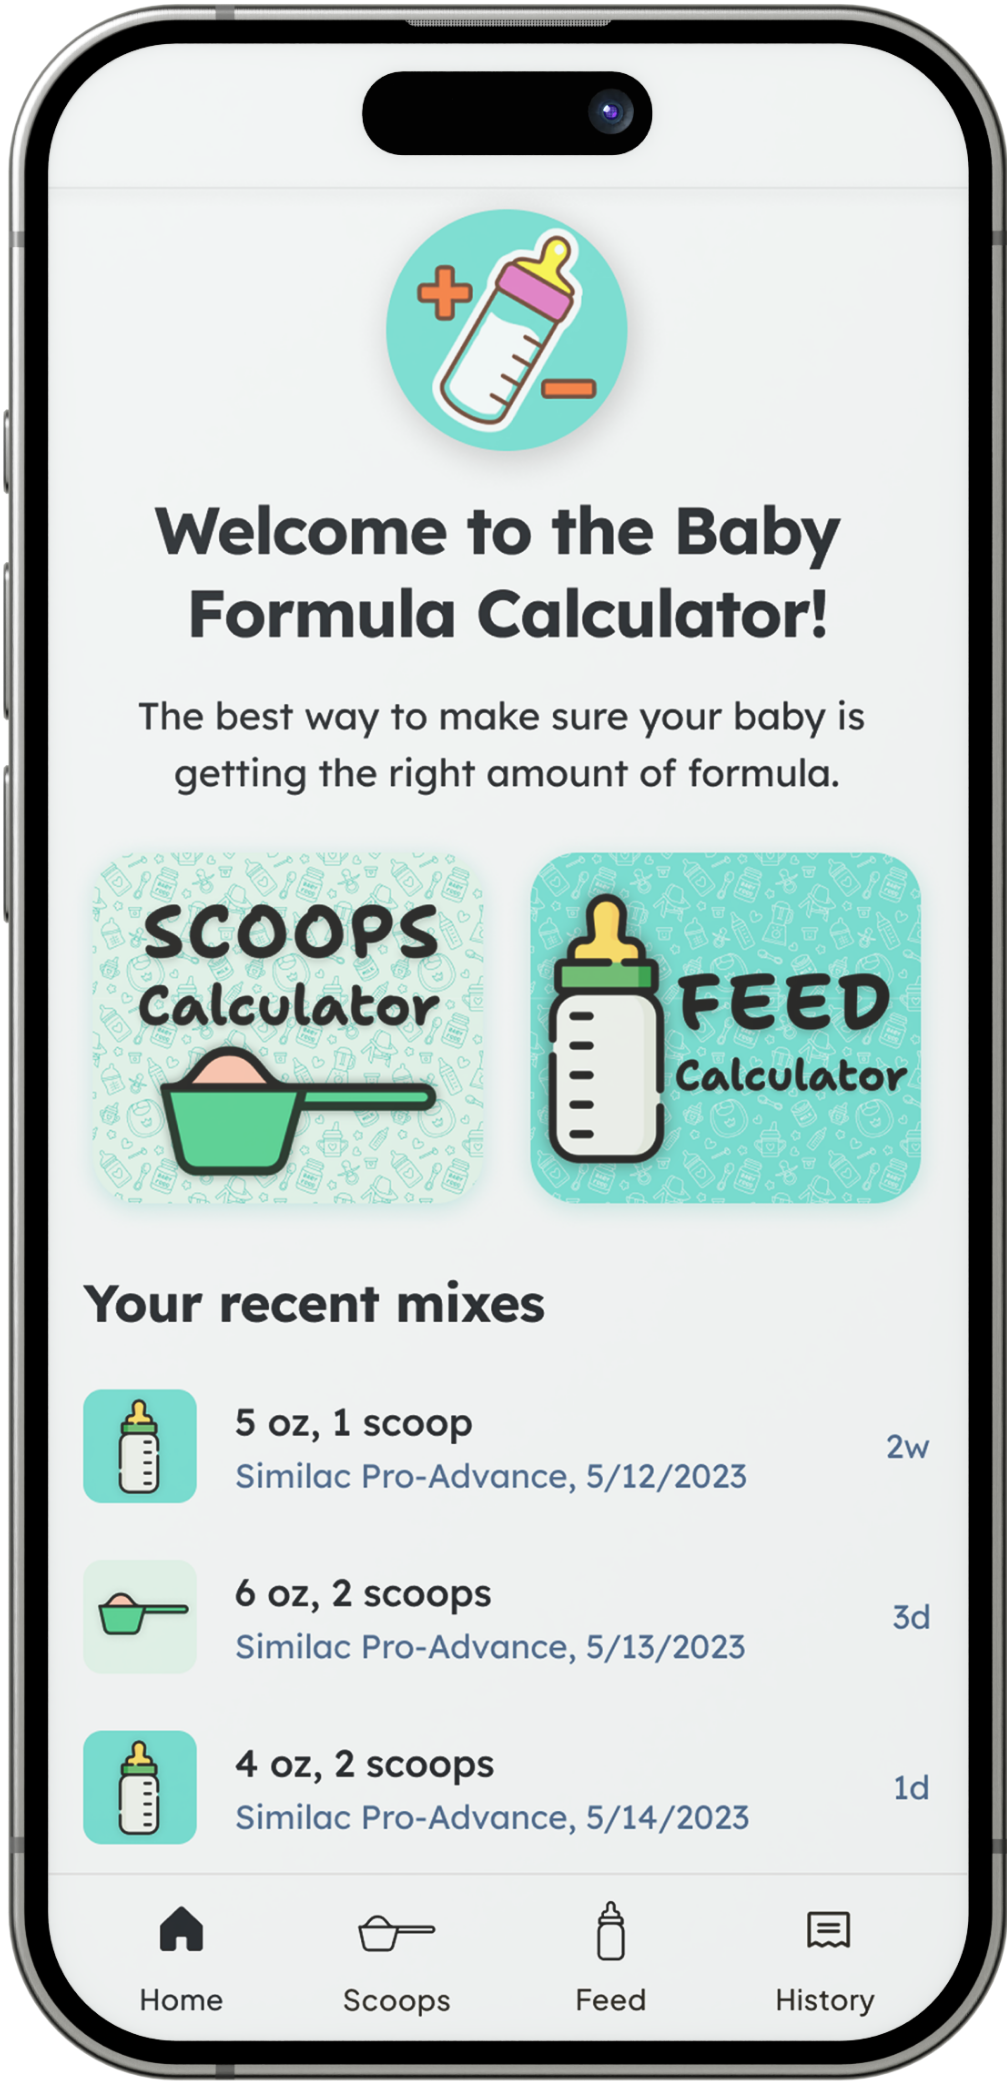 Welcome to the Baby
Formula Calculator!
The best way to make sure your baby is
getting the right amount of formula.
SCOOPS
Calculator
FEED
Calculator
Your recent mixes
5 oz, 1 scoop
Similac Pro-Advance, 5/12/2023
2w
6 oz, 2 scoops
Similac Pro-Advance, 5/13/2023
3d
4 oz, 2 scoops
Similac Pro-Advance, 5/14/2023
1d
Home
Scoops
Feed
History